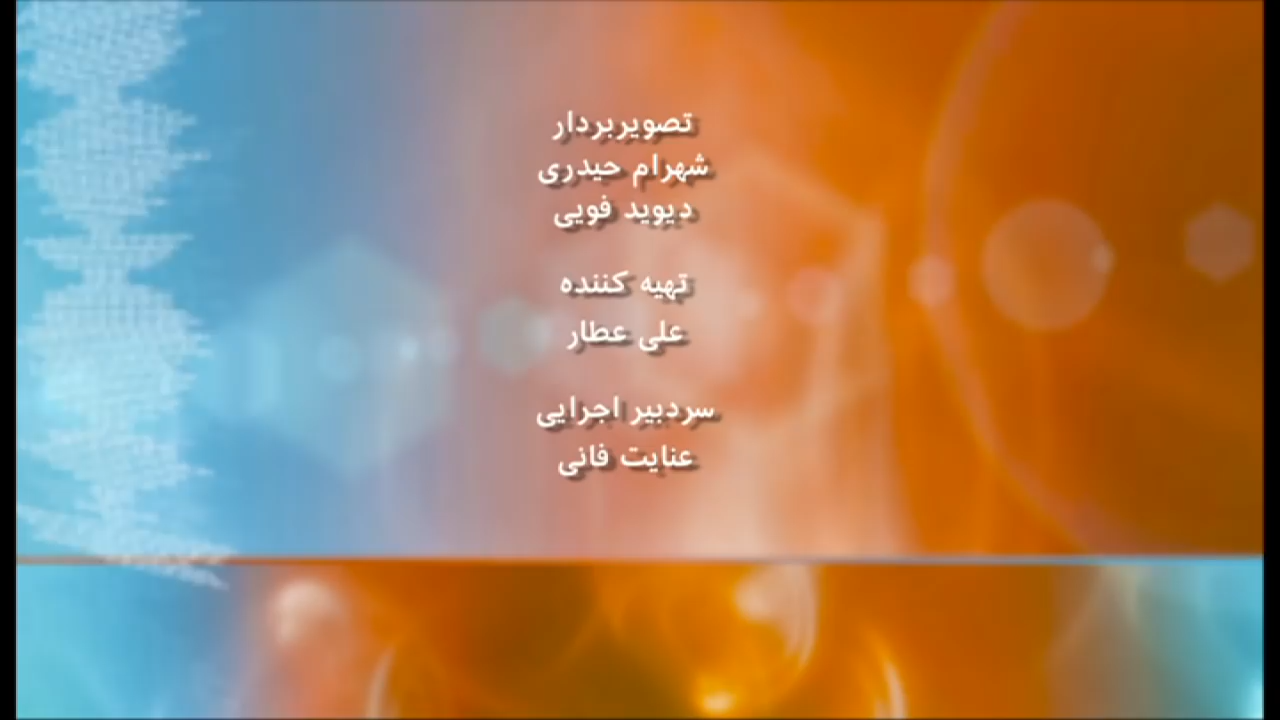 تصویربردار
شهرام حیدری
دیوید فویی
تهیه کننده
علی عطار
سردبیر اجرایی
عنایت فانی